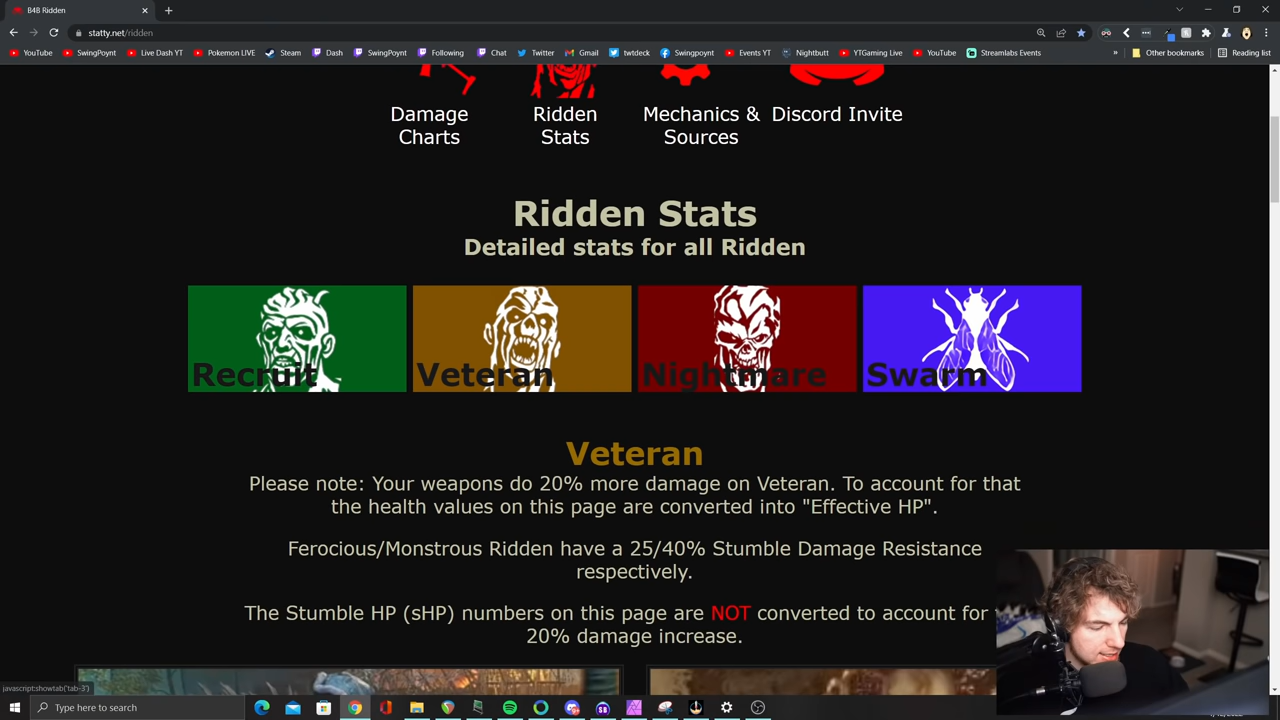 B4B Ridden
statty.net/ridden
YouTube SwingPoynt Live Dash YT Pokemon LIVE Steam Dash SwingPoynt Following Chat Twitter Gmail twtdeck Swingpoynt Events YT Nightbutt YTGaming Live YouTube Streamlabs Events » Other bookmarks Reading list
Damage Charts
Ridden Stats
Mechanics & Sources
Discord Invite
Ridden Stats
Detailed stats for all Ridden
Recruit Veteran Nightmare Swarm
Veteran
Please note: Your weapons do 20% more damage on Veteran. To account for that
the health values on this page are converted into "Effective HP".
Ferocious/Monstrous Ridden have a 25/40% Stumble Damage Resistance
respectively.
The Stumble HP (sHP) numbers on this page are NOT converted to account for
20% damage increase.
javascript:showtab('tab-3')
Type here to search